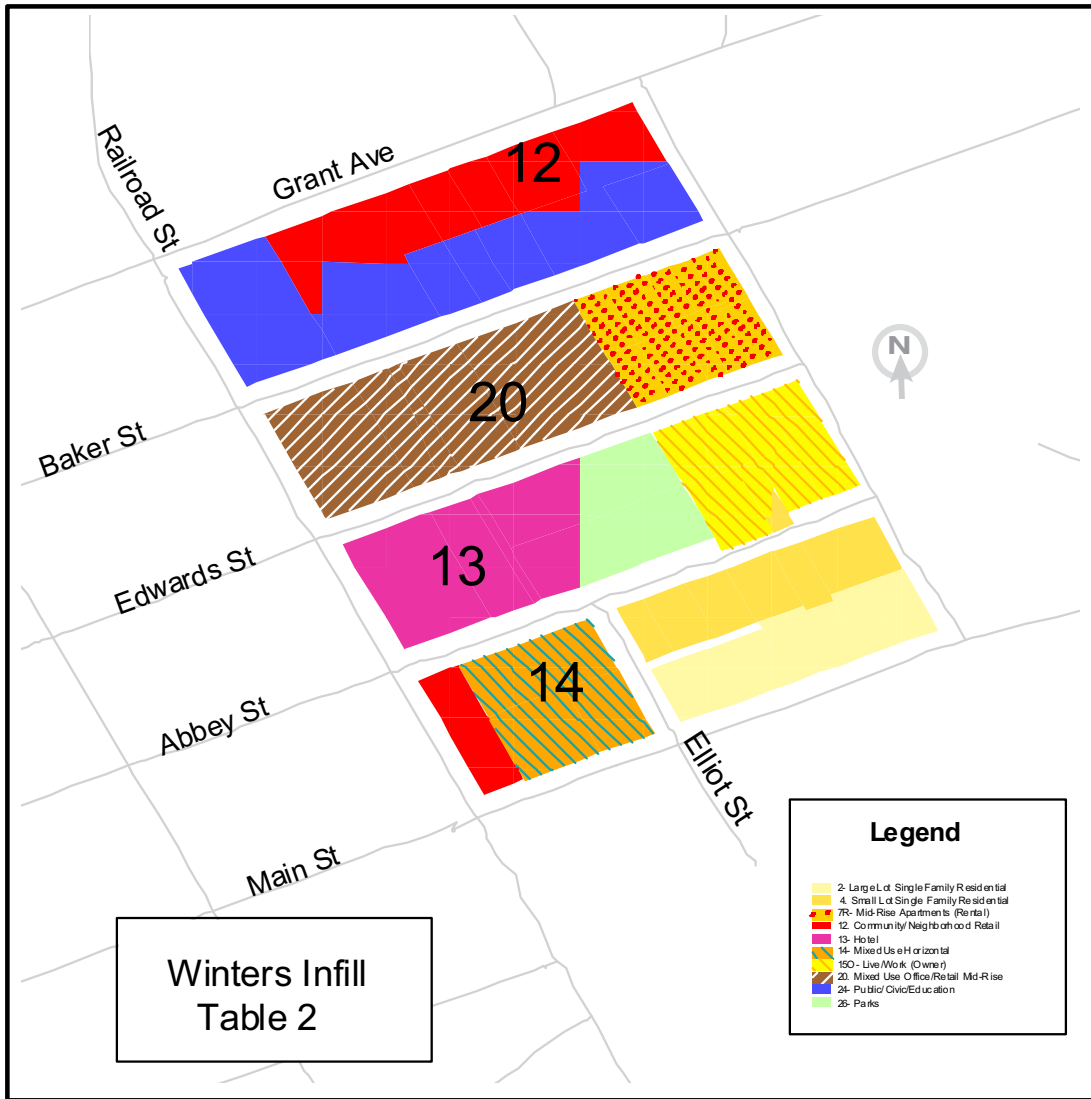 Railroad St
Grant Ave
12
Baker St
20
N
Edwards St
13
Abbey St
14
Elliot St
Main St
Winters Infill
Table 2
Legend
2- Large Lot Single Family Residential
4. Small Lot Single Family Residential
7R- Mid-Rise Apartments (Rental)
12. Community/Neighborhood Retail
13- Hotel
14- Mixed Use Horizontal
15O - Live/Work (Owner)
20. Mixed Use Office/Retail Mid-Rise
24- Public/Civic/Education
26- Parks